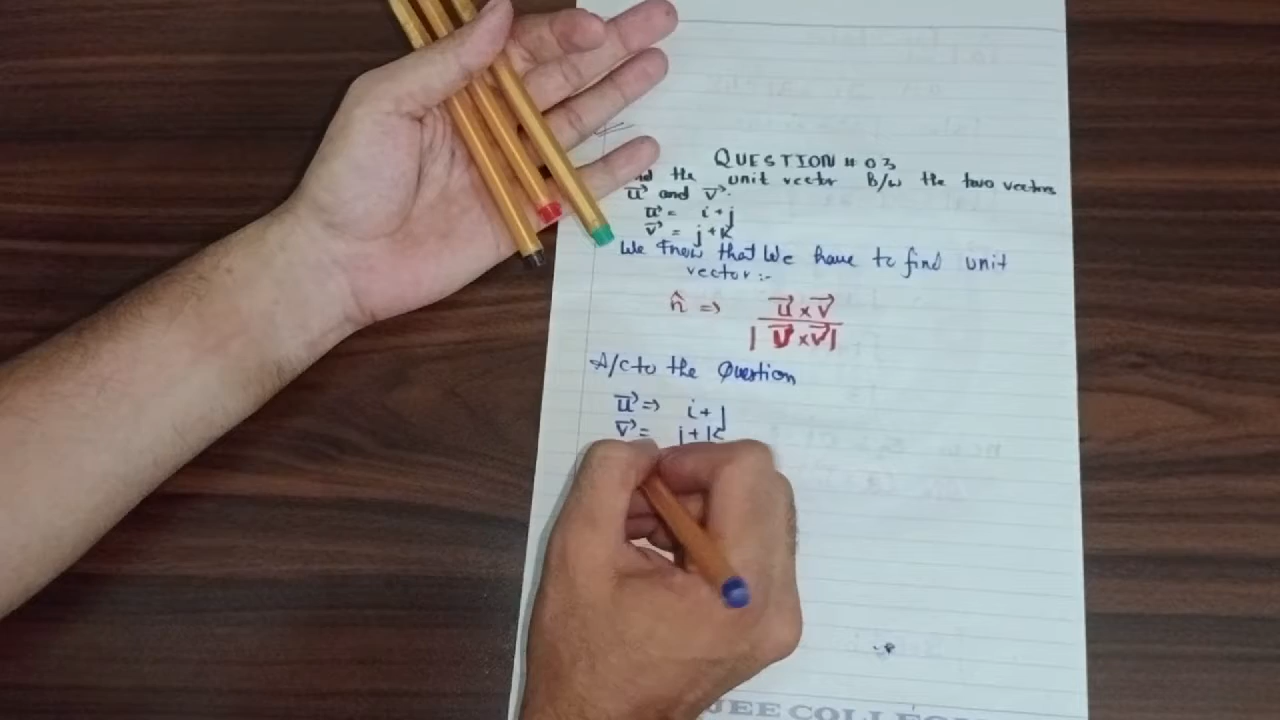 QUESTION # 03
the unit vector B/w the two vectors
u⃗ and v⃗.
u⃗ = i + j
v⃗ = j + k
We know that We have to find unit
vector:-
n̂ => u⃗ x v⃗
| v⃗ x v⃗ |
A/c to the Question
u⃗ => i + j
v⃗ = j + k